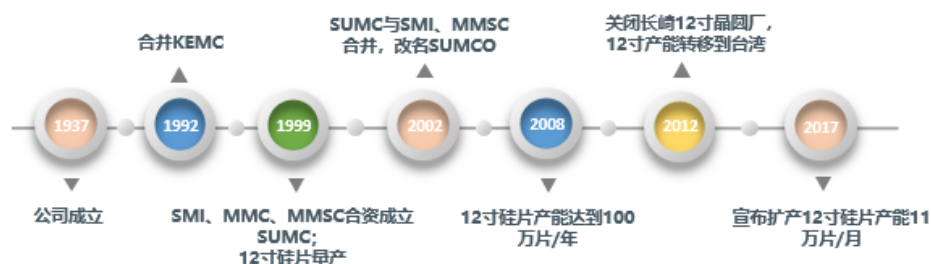 SUMC与SMI、MMSC
合并，改名SUMCO
关闭长崎12寸晶圆厂，
12寸产能转移到台湾
合并KEMC
1937
1992
1999
2002
2008
2012
2017
公司成立
SMI、MMC、MMSC合资成立
SUMC；
12寸硅片早产
12寸硅片产能达到100
万片/年
宣布扩产12寸硅片产能11
万片/月